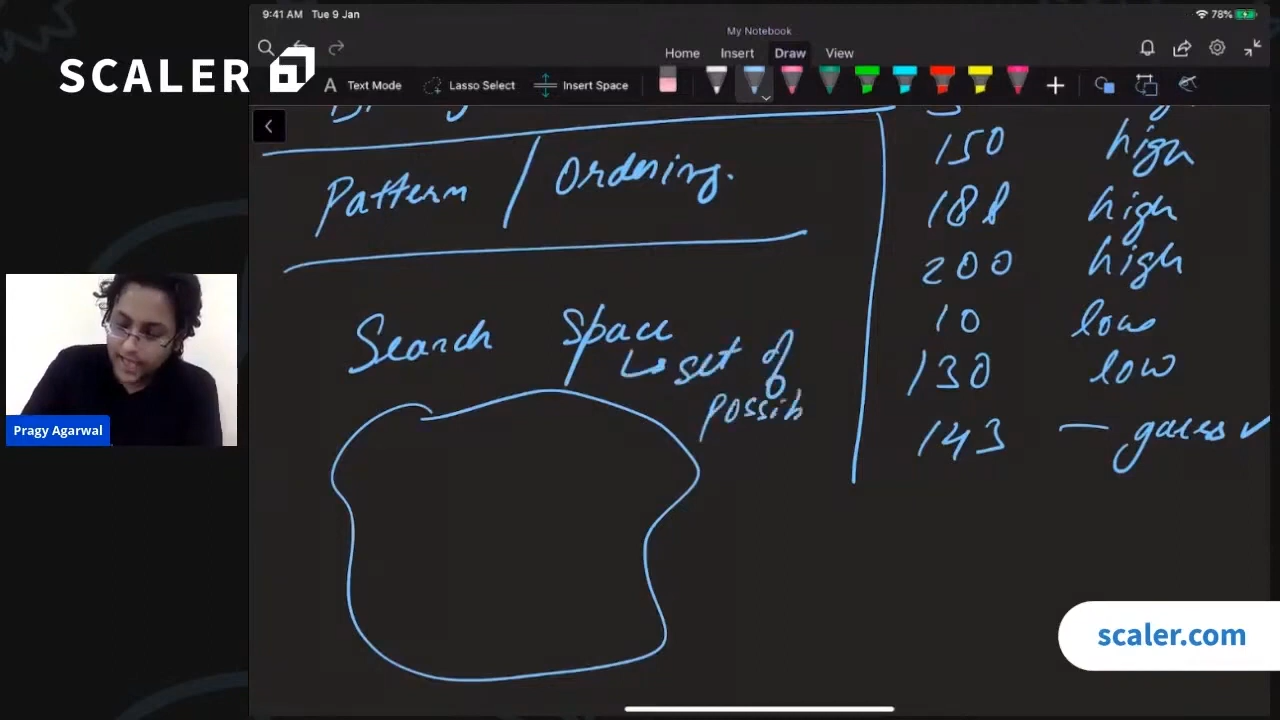 9:41 AM Tue 9 Jan
78%
My Notebook
SCALER
Home Insert Draw View
Text Mode Lasso Select Insert Space
Pattern / Ordering.
Search Space
↳ set of
possib
150 high
188 high
200 high
10 low
130 low
143 — guess ✓
Pragy Agarwal
scaler.com